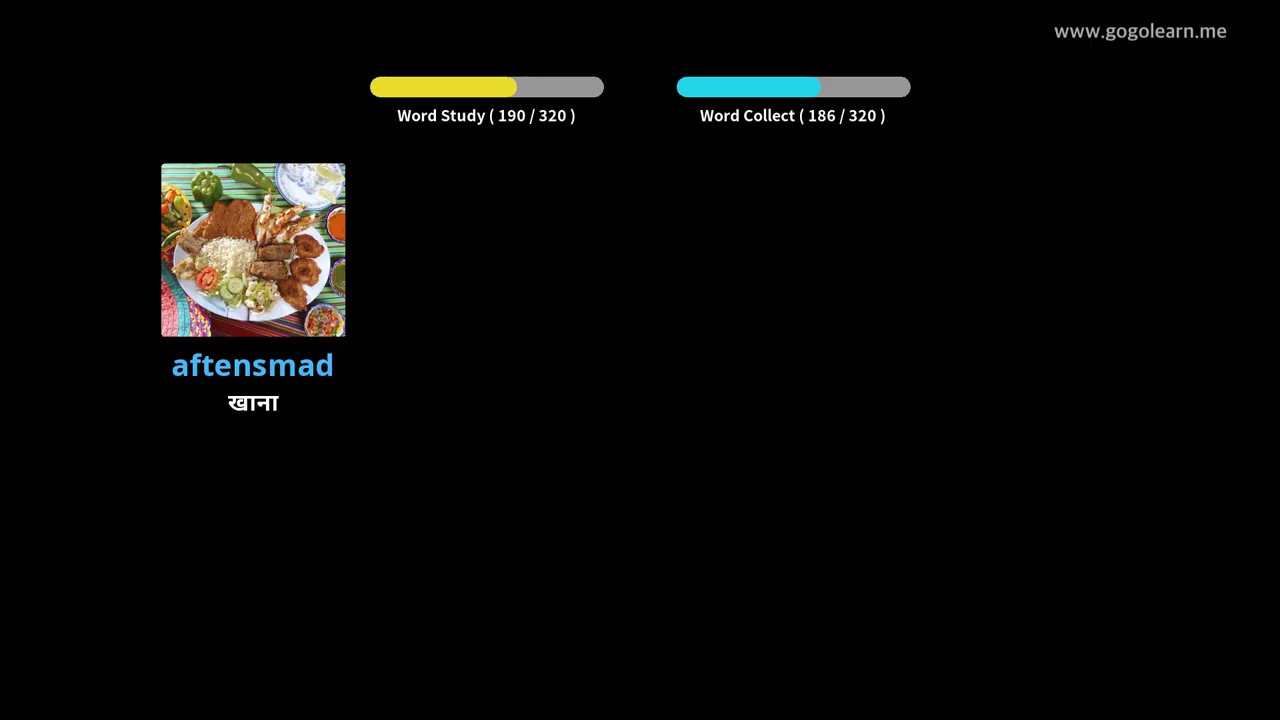 www.gogolearn.me
Word Study ( 190 / 320 )
Word Collect ( 186 / 320 )
aftensmad
खाना